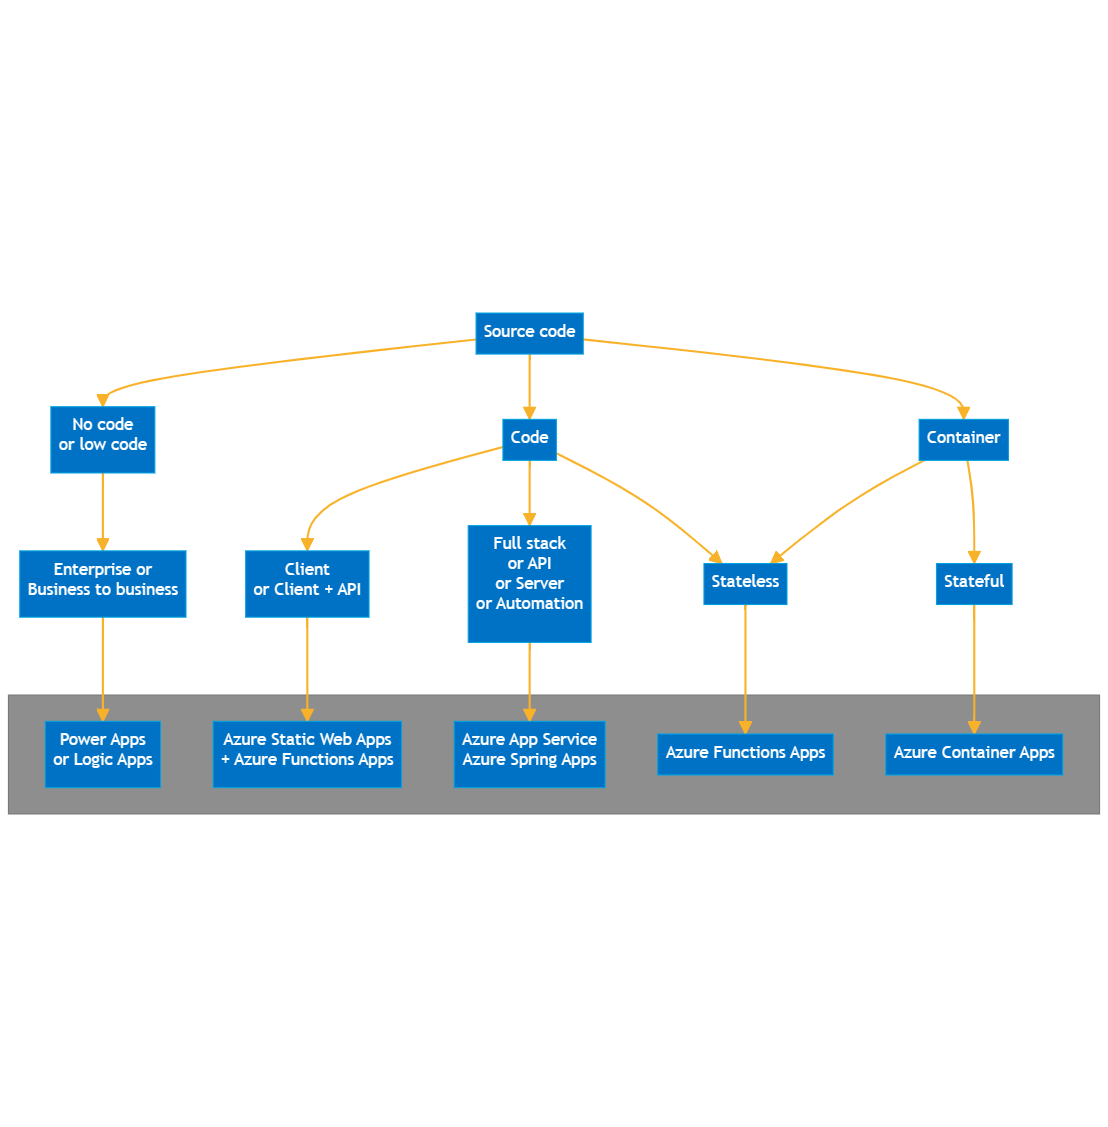 Source code
No code
or low code
Code
Container
Enterprise or
Business to business
Client
or Client + API
Full stack
or API
or Server
or Automation
Stateless
Stateful
Power Apps
or Logic Apps
Azure Static Web Apps
+ Azure Functions Apps
Azure App Service
Azure Spring Apps
Azure Functions Apps
Azure Container Apps